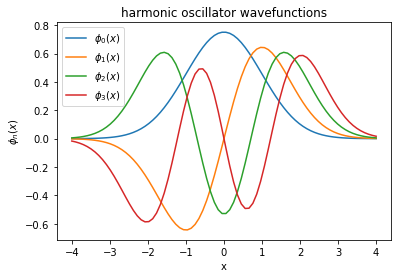 harmonic oscillator wavefunctions
ϕ₀(x)
ϕ₁(x)
ϕ₂(x)
ϕ₃(x)
0.8
0.6
0.4
0.2
0.0
−0.2
−0.4
−0.6
ϕₙ(x)
−4 −3 −2 −1 0 1 2 3 4
x